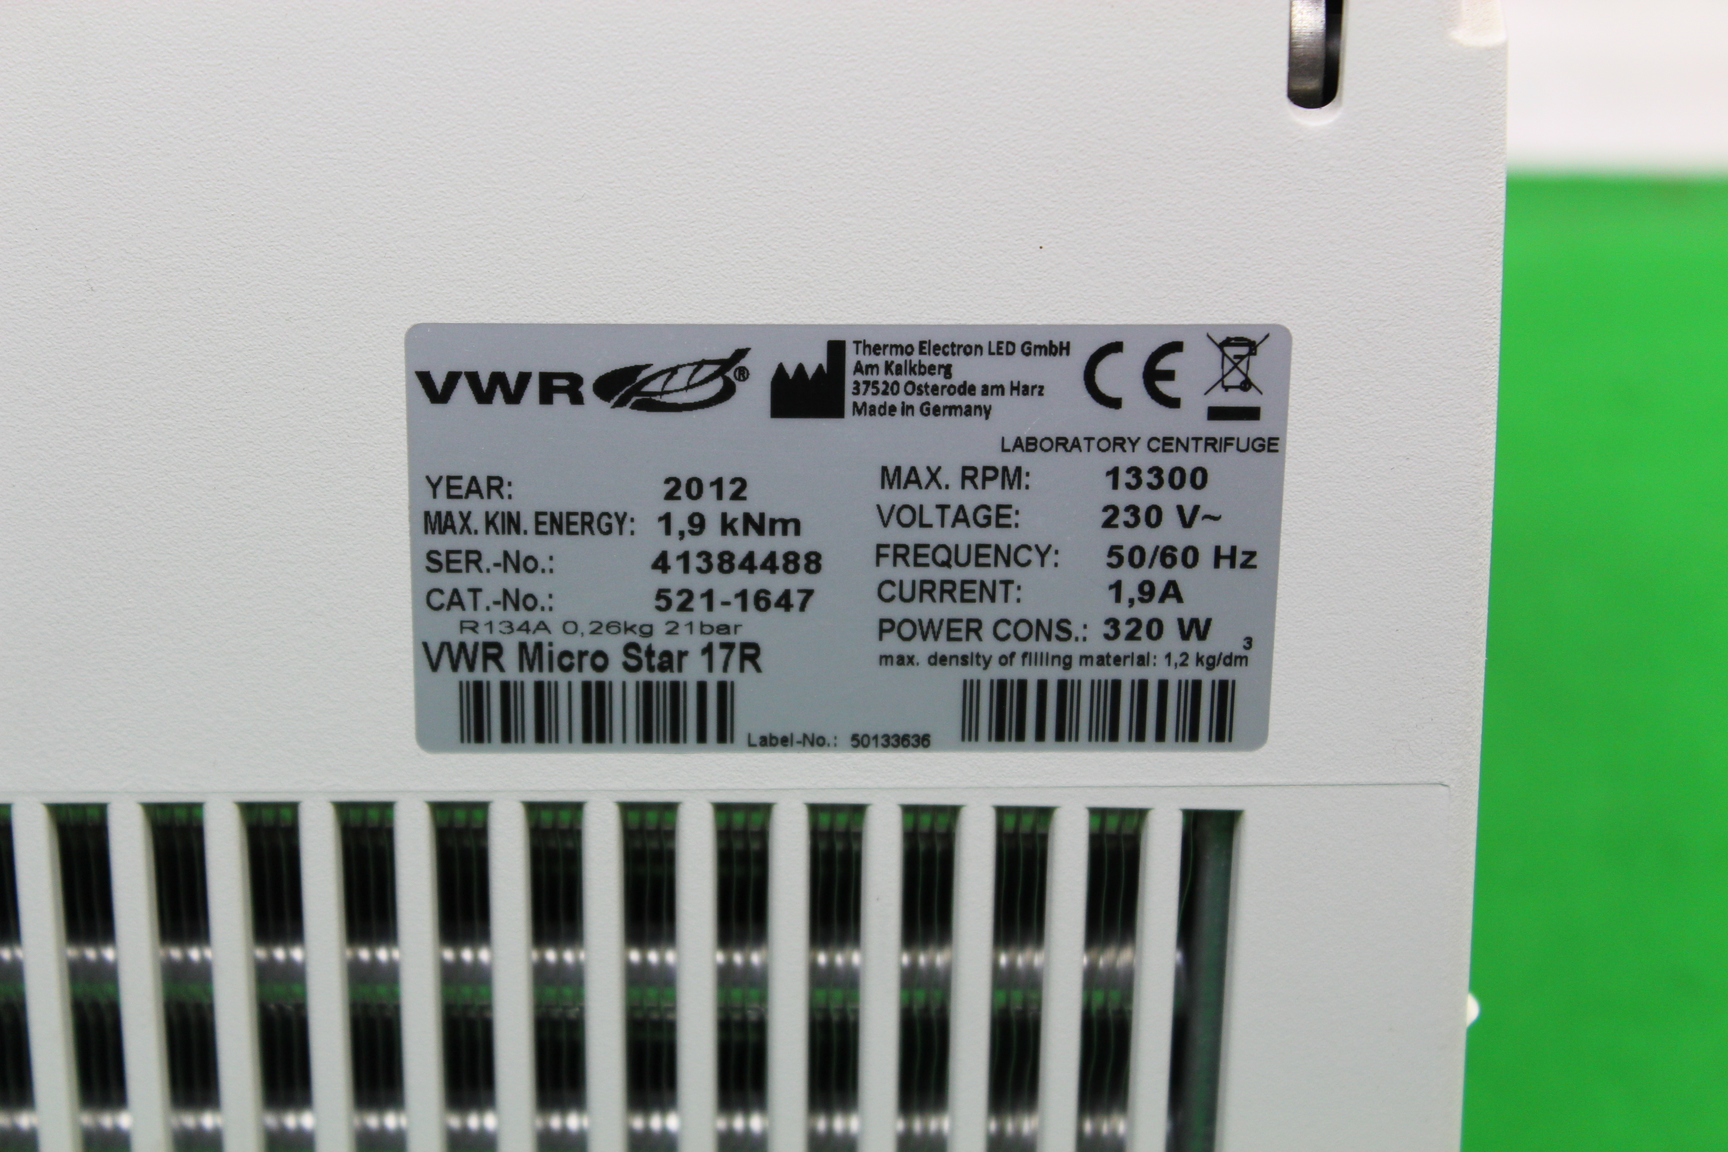 VWR®
Thermo Electron LED GmbH
Am Kalkberg
37520 Osterode am Harz
Made in Germany
CE
LABORATORY CENTRIFUGE
YEAR: 2012
MAX. KIN. ENERGY: 1,9 kNm
SER.-No.: 41384488
CAT.-No.: 521-1647
R134A 0,26kg 21bar
VWR Micro Star 17R
MAX. RPM: 13300
VOLTAGE: 230 V~
FREQUENCY: 50/60 Hz
CURRENT: 1,9A
POWER CONS.: 320 W
max. density of filling material: 1,2 kg/dm³
Label-No.: 50133636